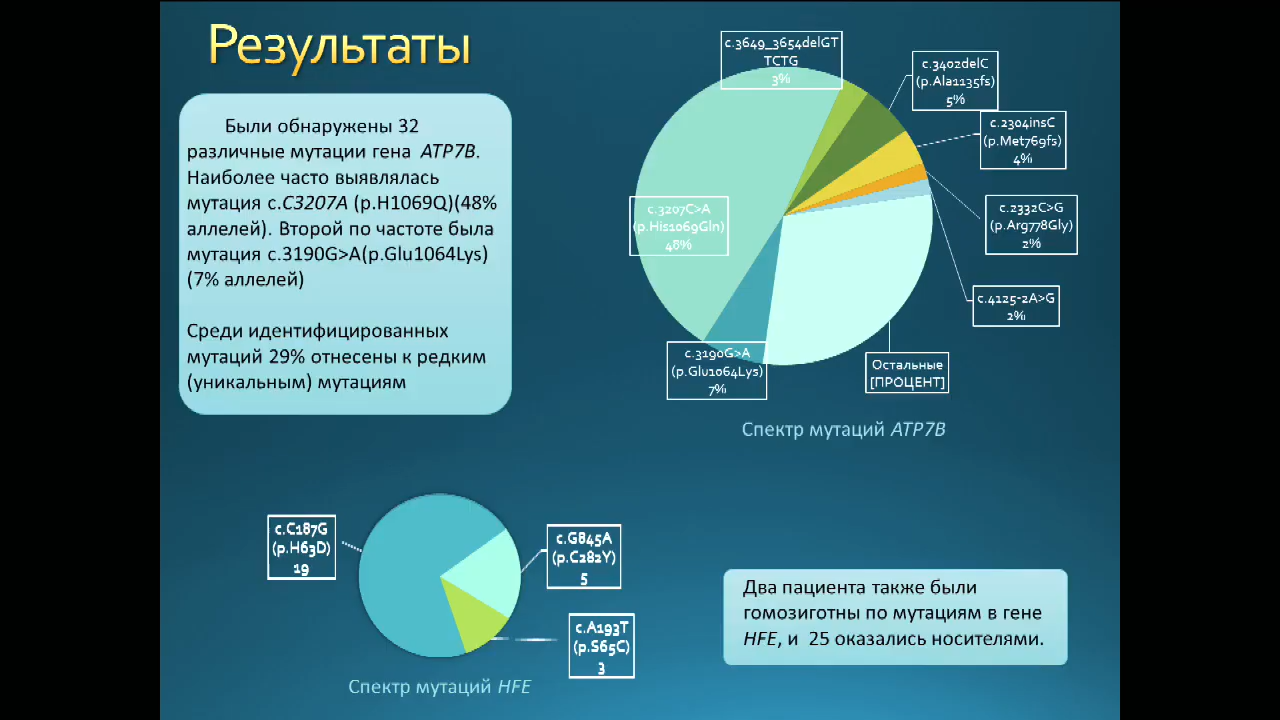 Результаты
Были обнаружены 32
различные мутации гена ATP7B.
Наиболее часто выявлялась
мутация с.C3207A (p.H1069Q)(48%
аллелей). Второй по частоте была
мутация c.3190G>A(p.Glu1064Lys)
(7% аллелей)
Среди идентифицированных
мутаций 29% отнесены к редким
(уникальным) мутациям
c.3649_3654delGT
TCTG
3%
c.3402delC
(p.Ala1135fs)
5%
c.2304insC
(p.Met769fs)
4%
c.2332C>G
(p.Arg778Gly)
2%
c.4125-2A>G
2%
Остальные
[ПРОЦЕНТ]
c.3190G>A
(p.Glu1064Lys)
7%
c.3207C>A
(p.His1069Gln)
48%
Спектр мутаций ATP7B
c.C187G
(p.H63D)
19
c.G845A
(p.C282Y)
5
c.A193T
(p.S65C)
3
Спектр мутаций HFE
Два пациента также были
гомозиготны по мутациям в гене
HFE, и 25 оказались носителями.